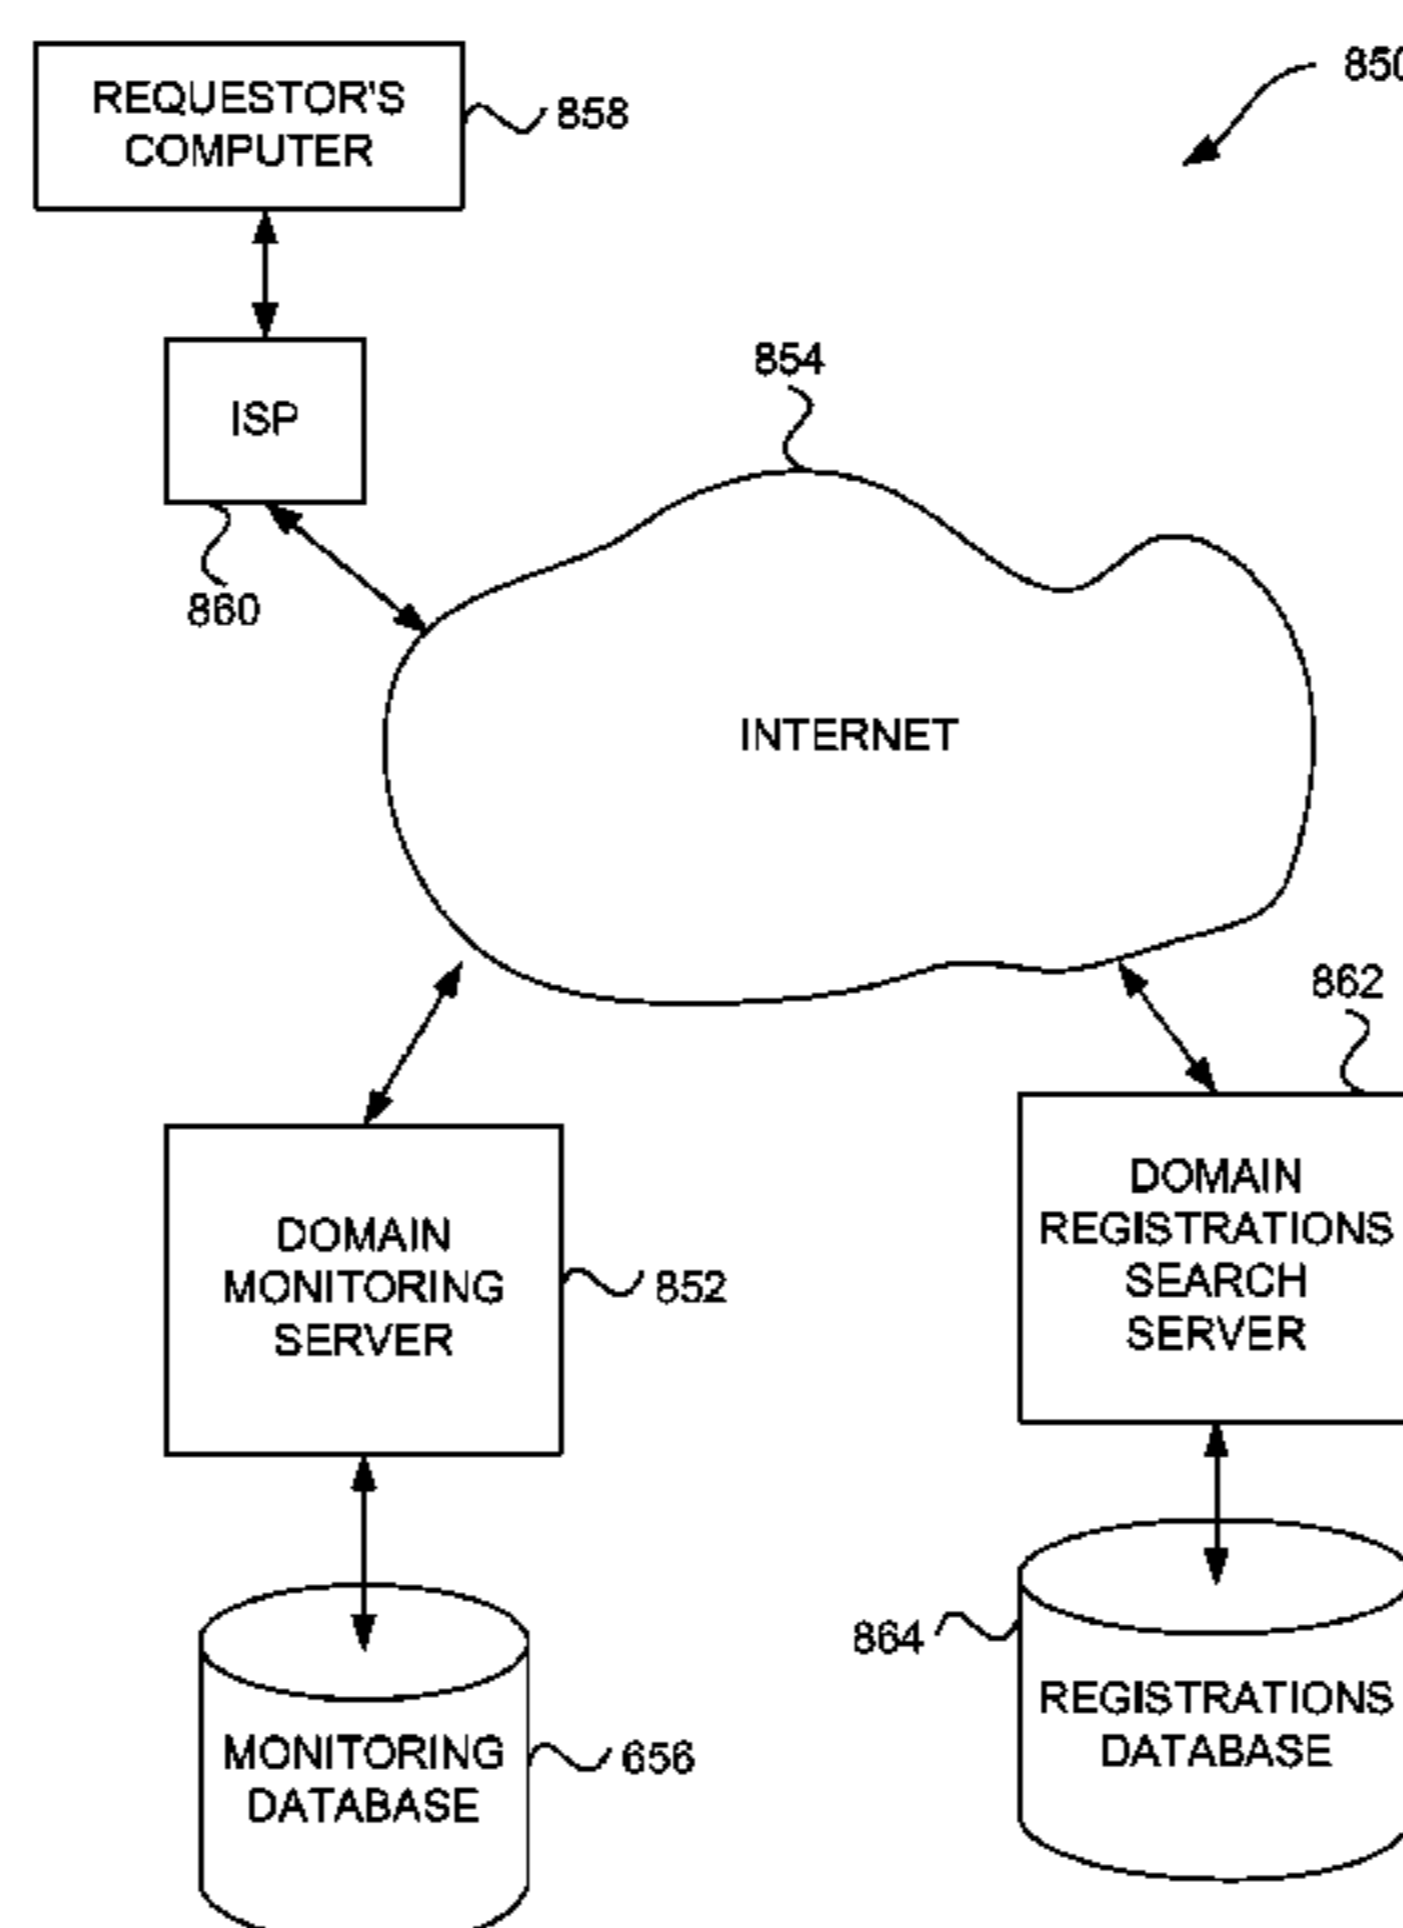 REQUESTOR'S
COMPUTER
858
850
ISP
860
854
INTERNET
862
DOMAIN
MONITORING
SERVER
852
DOMAIN
REGISTRATIONS
SEARCH
SERVER
864
REGISTRATIONS
DATABASE
MONITORING
DATABASE
656